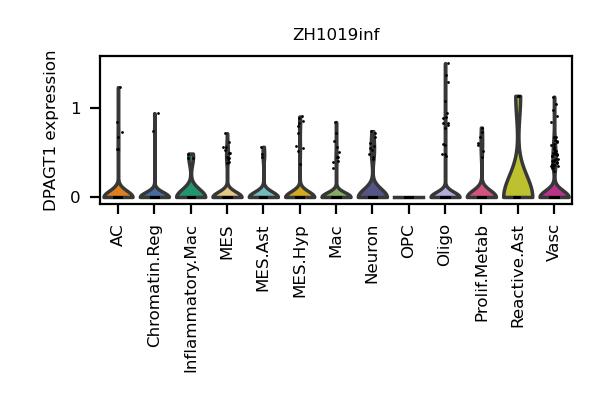 ZH1019inf
DPAGT1 expression
1
0
AC
Chromatin.Reg
Inflammatory.Mac
MES
MES.Ast
MES.Hyp
Mac
Neuron
OPC
Oligo
Prolif.Metab
Reactive.Ast
Vasc